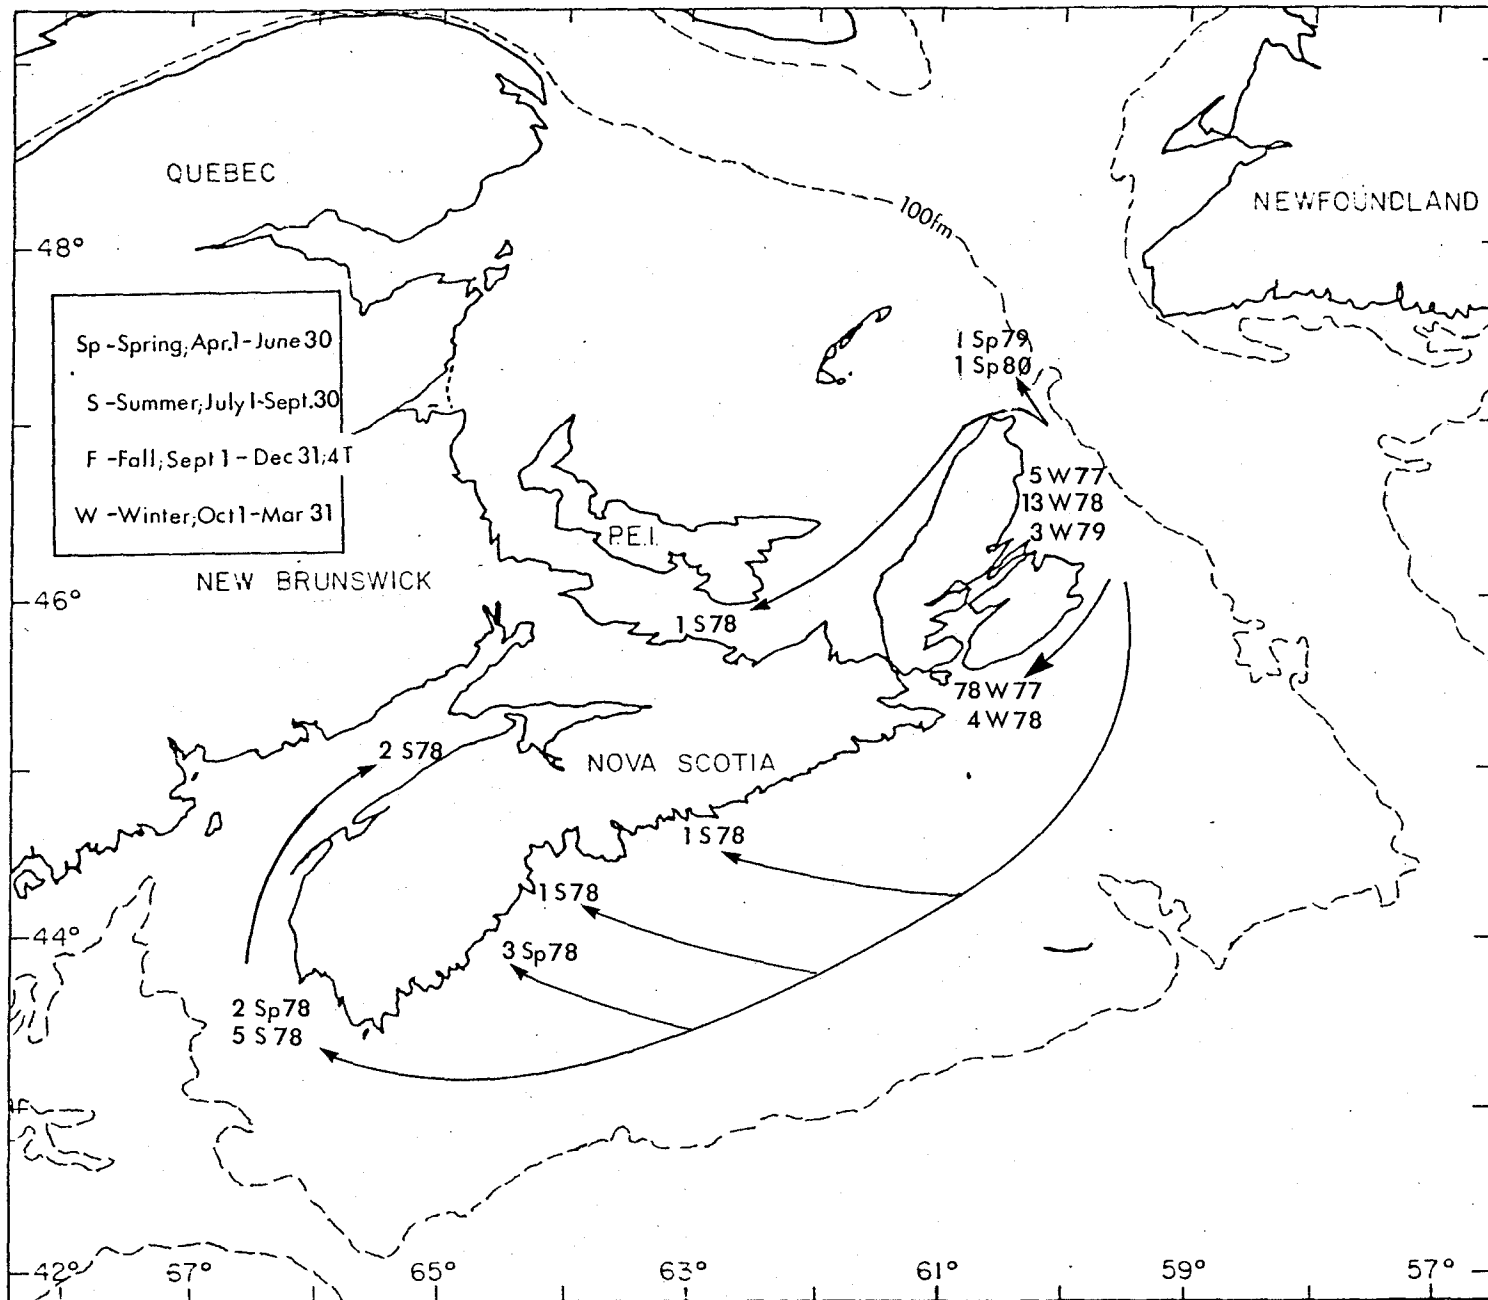 QUEBEC
NEWFOUNDLAND
100fm
48°
Sp -Spring; Apr.1-June 30
S -Summer; July 1-Sept.30
F -Fall; Sept 1 - Dec 31; 4T
W -Winter; Oct 1-Mar 31
1 Sp79
1 Sp80
5 W77
13 W78
3 W79
P.E.I.
NEW BRUNSWICK
46°
1 S78
78 W77
4 W78
2 S78
NOVA SCOTIA
1 S78
1 S78
44°
3 Sp78
2 Sp78
5 S78
42°
67°
65°
63°
61°
59°
57°